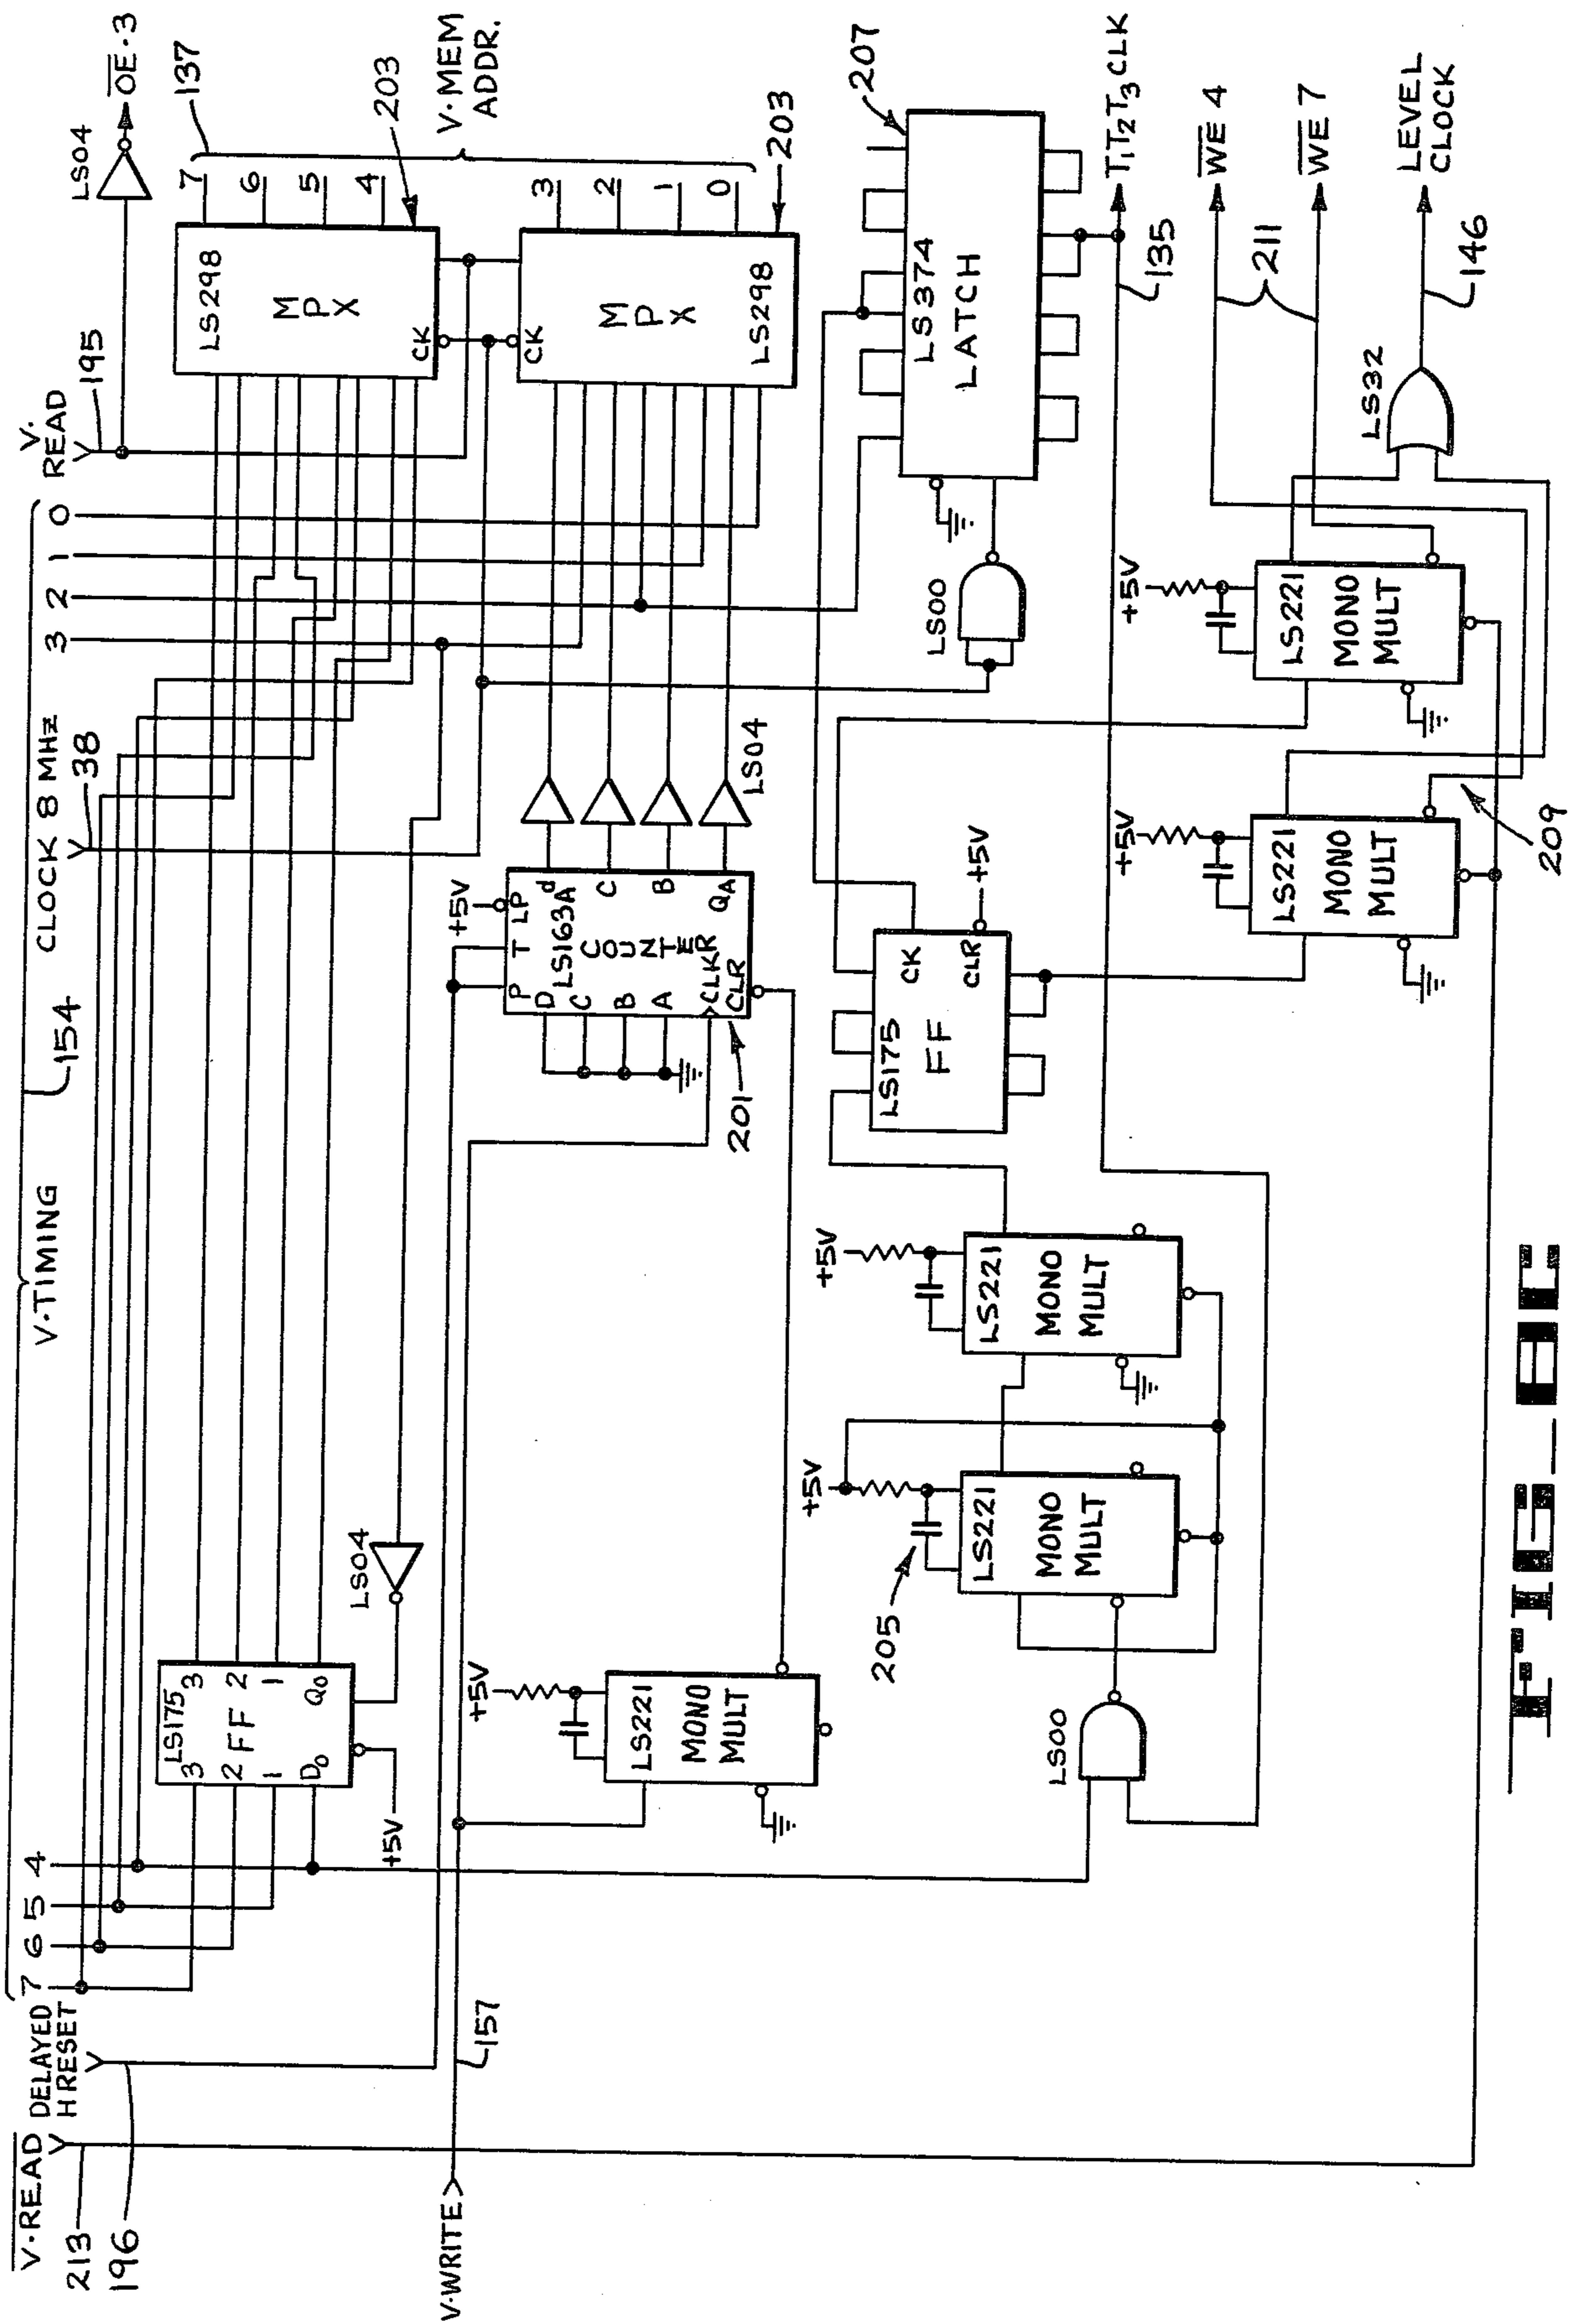 V·TIMING
7 6 5 4
CLOCK 8 MHz
3 2 1 0
154
38
V·READ
DELAYED
H RESET
213
196
V·
READ
195
LS04
OE·3
137
7
6
5
4
203
V·MEM
ADDR.
3
2
1
0
203
LS298
MPX
CK
CK
MPX
LS298
LS175
FF
3
2
1
D0
3
2
1
Q0
+5V
LS04
V·WRITE
157
+5V
LS221
MONO
MULT
+5V
P T LP
LS163A
COUNTER
D
C
B
A
CLKR
CLR
d
C
B
QA
201
LS04
207
LS374
LATCH
LS00
T1T2T3 CLK
135
LS175
FF
CK
CLR
+5V
+5V
205
LS221
MONO
MULT
+5V
LS221
MONO
MULT
LS00
+5V
LS221
MONO
MULT
209
+5V
LS221
MONO
MULT
LS32
WE 4
WE 7
211
LEVEL
CLOCK
146
FIG_8C